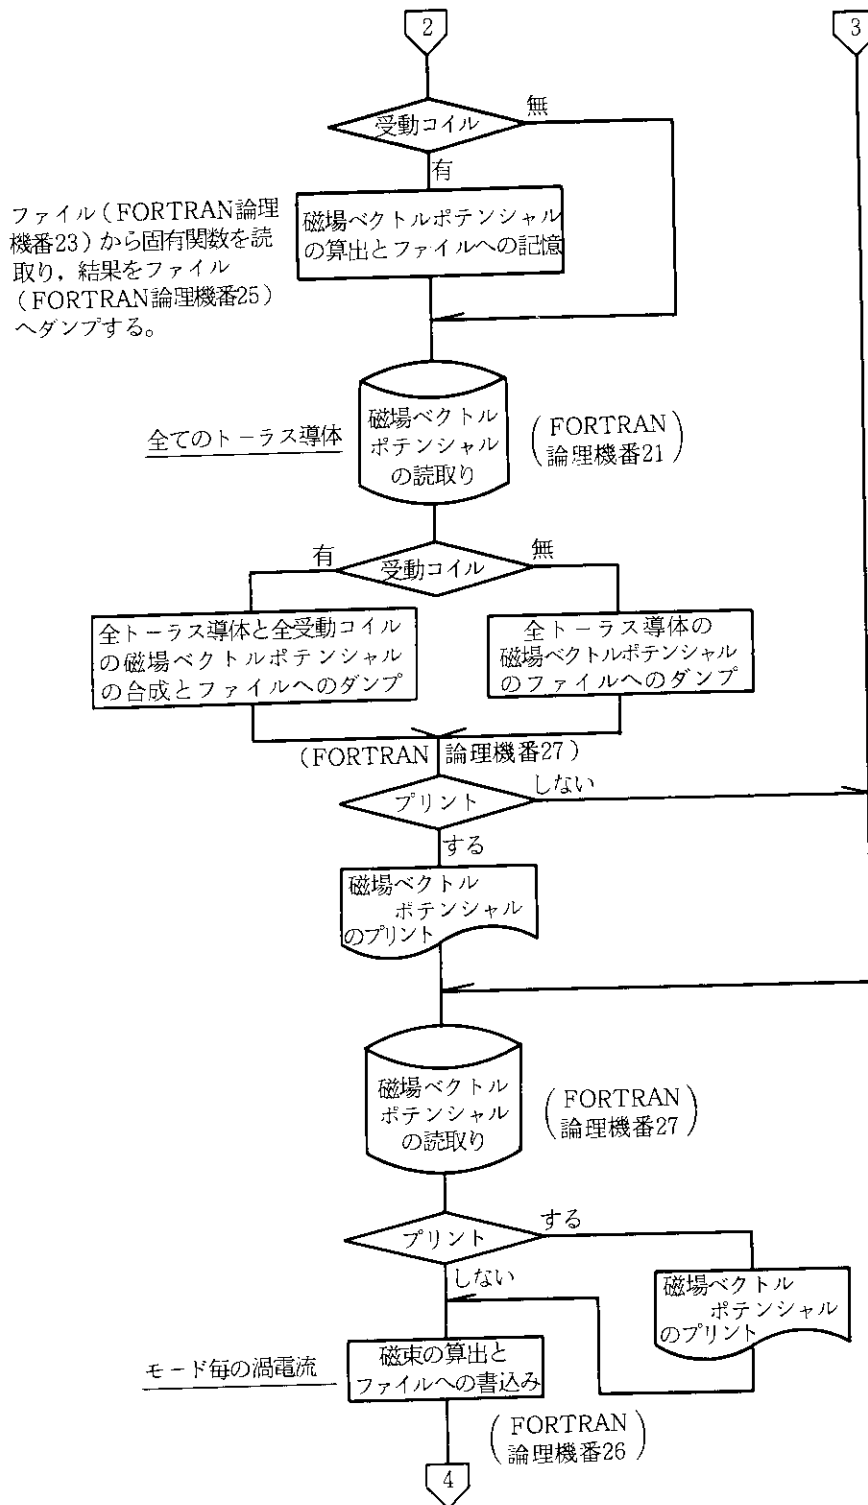 2
3
受動コイル
無
有
ファイル(FORTRAN論理
機番23)から固有関数を読
取り，結果をファイル
(FORTRAN論理機番25)
へダンプする。
磁場ベクトルポテンシャル
の算出とファイルへの記憶
全てのトーラス導体
磁場ベクトル
ポテンシャル
の読取り
(FORTRAN
論理機番21)
有
受動コイル
無
全トーラス導体と全受動コイル
の磁場ベクトルポテンシャル
の合成とファイルへのダンプ
全トーラス導体の
磁場ベクトルポテンシャル
のファイルへのダンプ
(FORTRAN 論理機番27)
プリント
しない
する
磁場ベクトル
ポテンシャル
のプリント
磁場ベクトル
ポテンシャル
の読取り
(FORTRAN
論理機番27)
プリント
する
しない
磁場ベクトル
ポテンシャル
のプリント
モード毎の渦電流
磁束の算出と
ファイルへの書込み
(FORTRAN
論理機番26)
4